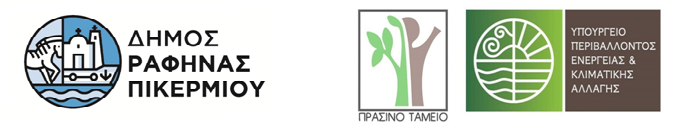 ΔΗΜΟΣ
ΡΑΦΗΝΑΣ
ΠΙΚΕΡΜΙΟΥ
ΠΡΑΣΙΝΟ ΤΑΜΕΙΟ
ΥΠΟΥΡΓΕΙΟ
ΠΕΡΙΒΑΛΛΟΝΤΟΣ
ΕΝΕΡΓΕΙΑΣ &
ΚΛΙΜΑΤΙΚΗΣ
ΑΛΛΑΓΗΣ